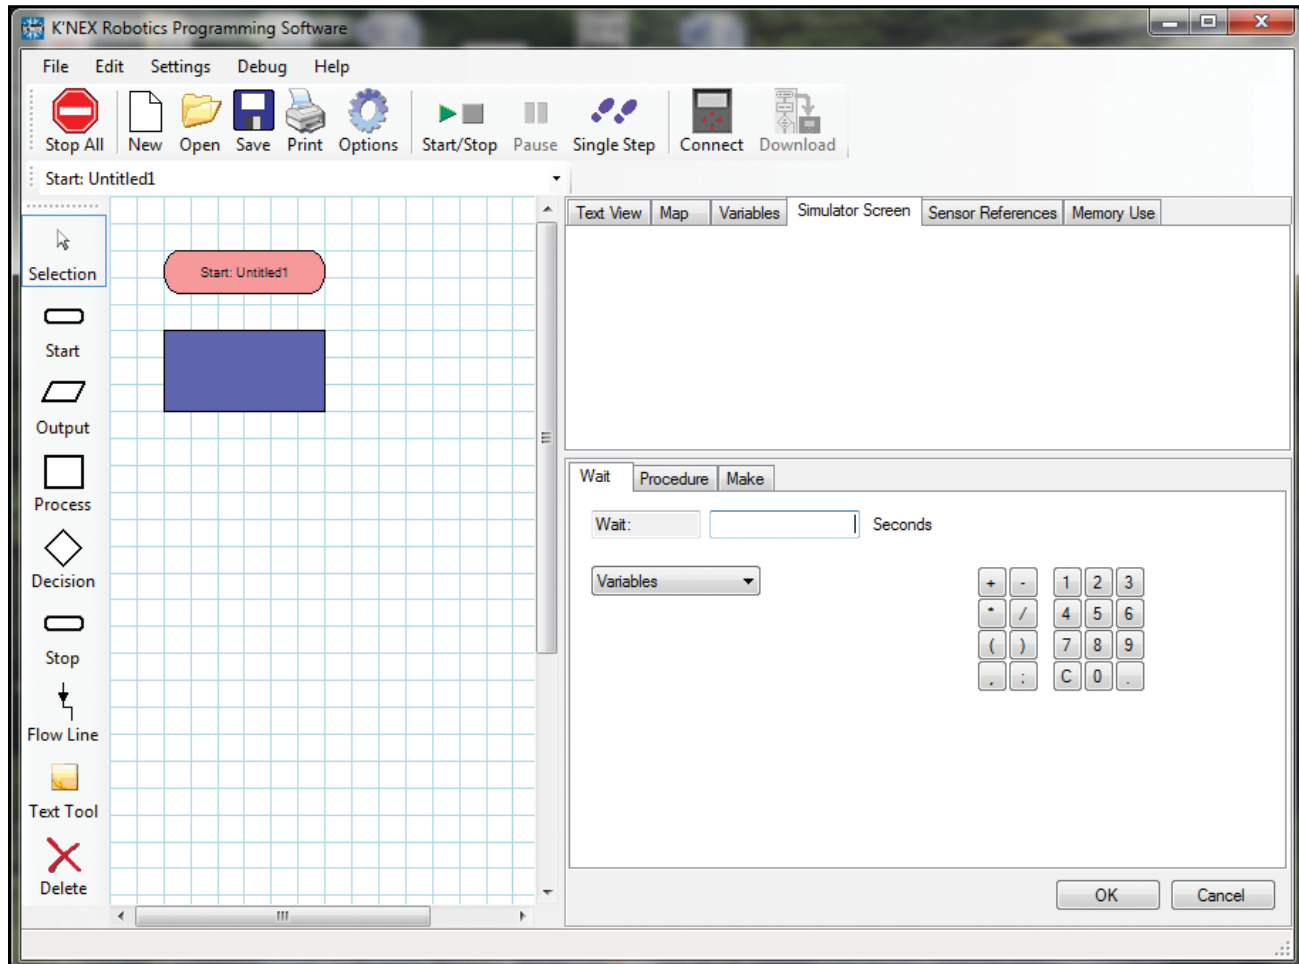 K'NEX Robotics Programming Software
File Edit Settings Debug Help
STOP
Stop All New Open Save Print Options Start/Stop Pause Single Step Connect Download
Start: Untitled1
Text View Map Variables Simulator Screen Sensor References Memory Use
Selection
Start: Untitled1
Start
Output
Process
Decision
Stop
Flow Line
Text Tool
Delete
Wait Procedure Make
Wait: Seconds
Variables
+ - 1 2 3
* / 4 5 6
( ) 7 8 9
, ; C 0 .
OK Cancel